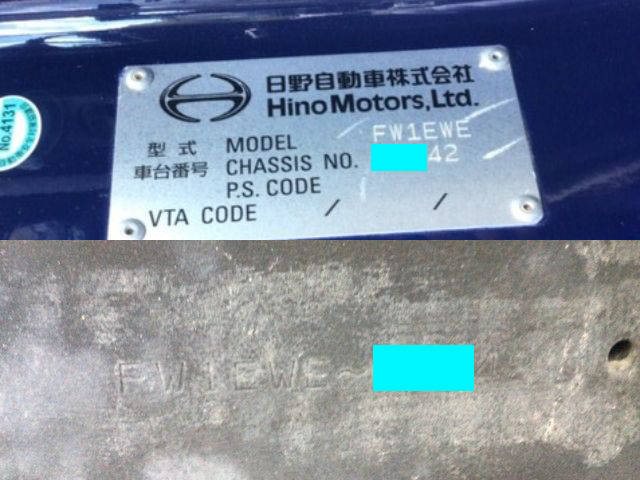 日野自動車株式会社
Hino Motors, Ltd.
型式 MODEL FW1EWE
車台番号 CHASSIS NO. 42
P.S. CODE
VTA CODE / /
No.4131
FW1EWE~